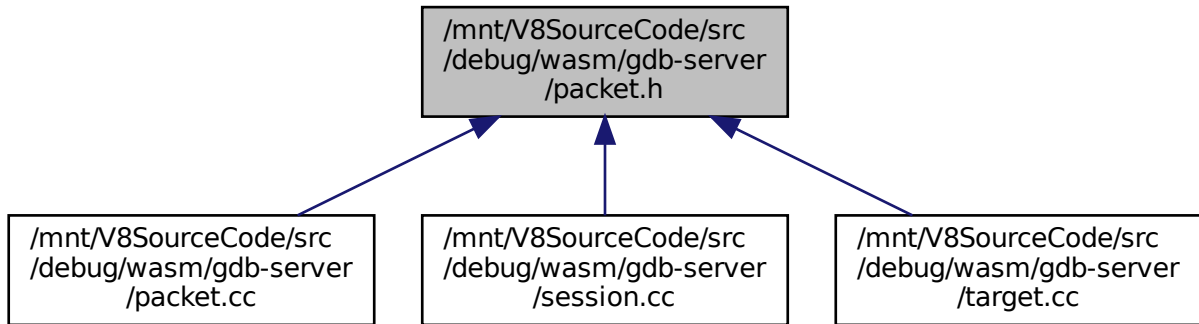 /mnt/V8SourceCode/src
/debug/wasm/gdb-server
/packet.h
/mnt/V8SourceCode/src
/debug/wasm/gdb-server
/packet.cc
/mnt/V8SourceCode/src
/debug/wasm/gdb-server
/session.cc
/mnt/V8SourceCode/src
/debug/wasm/gdb-server
/target.cc